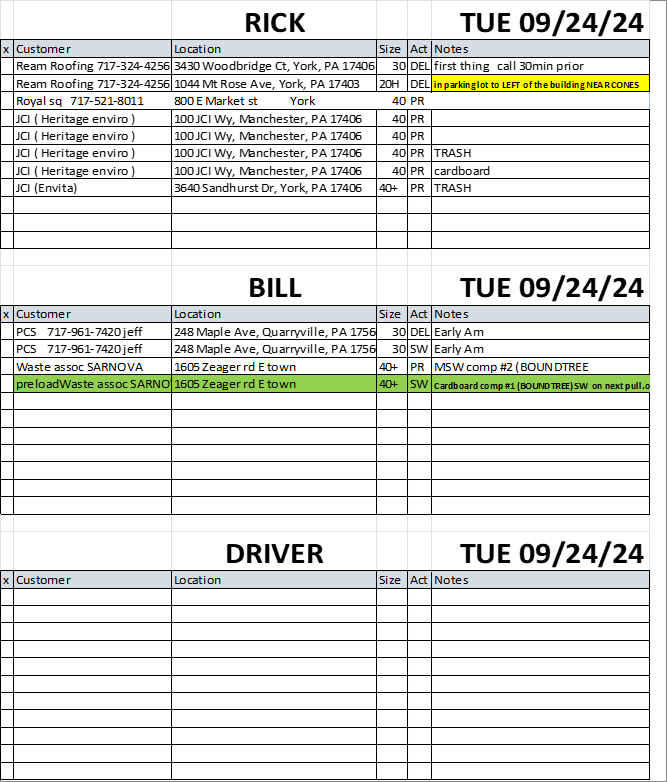 RICK TUE 09/24/24
x Customer Location Size Act Notes
Ream Roofing 717-324-4256 3430 Woodbridge Ct, York, PA 17406 30 DEL first thing call 30min prior
Ream Roofing 717-324-4256 1044 Mt Rose Ave, York, PA 17403 20H DEL in parking lot to LEFT of the building NEAR CONES
Royal sq 717-521-8011 800 E Market st York 40 PR
JCI ( Heritage enviro ) 100 JCI Wy, Manchester, PA 17406 40 PR
JCI ( Heritage enviro ) 100 JCI Wy, Manchester, PA 17406 40 PR
JCI ( Heritage enviro ) 100 JCI Wy, Manchester, PA 17406 40 PR TRASH
JCI ( Heritage enviro ) 100 JCI Wy, Manchester, PA 17406 40 PR cardboard
JCI (Envita) 3640 Sandhurst Dr, York, PA 17406 40+ PR TRASH
BILL TUE 09/24/24
x Customer Location Size Act Notes
PCS 717-961-7420 jeff 248 Maple Ave, Quarryville, PA 1756 30 DEL Early Am
PCS 717-961-7420 jeff 248 Maple Ave, Quarryville, PA 1756 30 SW Early Am
Waste assoc SARNOVA 1605 Zeager rd E town 40+ PR MSW comp #2 (BOUNDTREE
preloadWaste assoc SARNO 1605 Zeager rd E town 40+ SW Cardboard comp #1 (BOUNDTREE) SW on next pull.o
DRIVER TUE 09/24/24
x Customer Location Size Act Notes